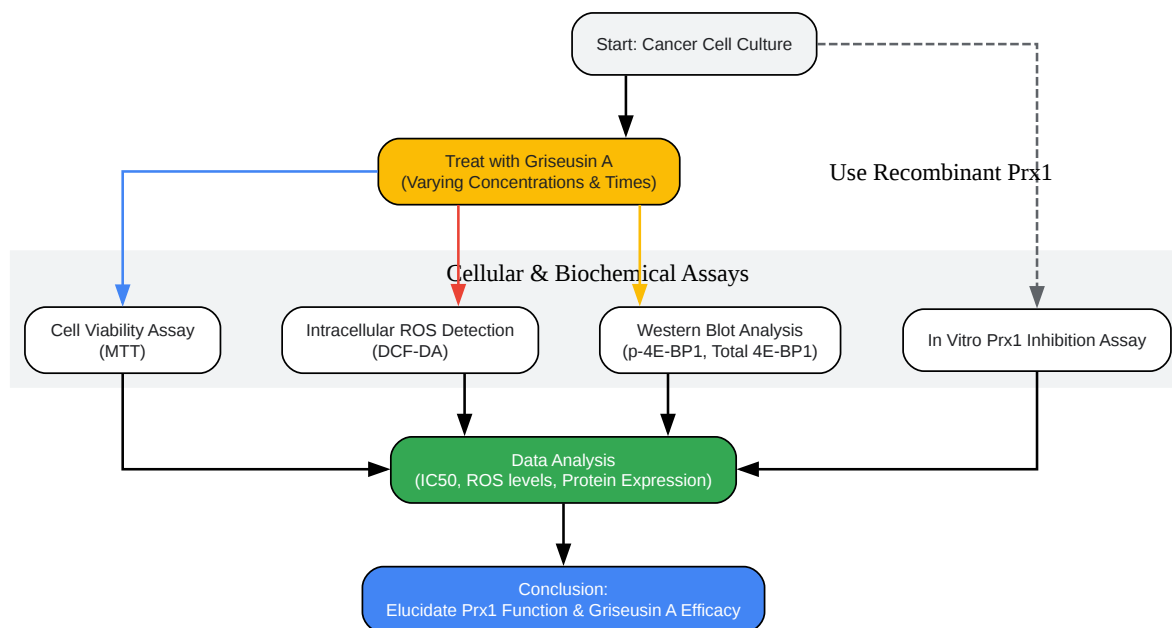 Start: Cancer Cell Culture
Treat with Griseusin A
(Varying Concentrations & Times)
Use Recombinant Prx1
Cellular & Biochemical Assays
Cell Viability Assay
(MTT)
Intracellular ROS Detection
(DCF-DA)
Western Blot Analysis
(p-4E-BP1, Total 4E-BP1)
In Vitro Prx1 Inhibition Assay
Data Analysis
(IC50, ROS levels, Protein Expression)
Conclusion:
Elucidate Prx1 Function & Griseusin A Efficacy